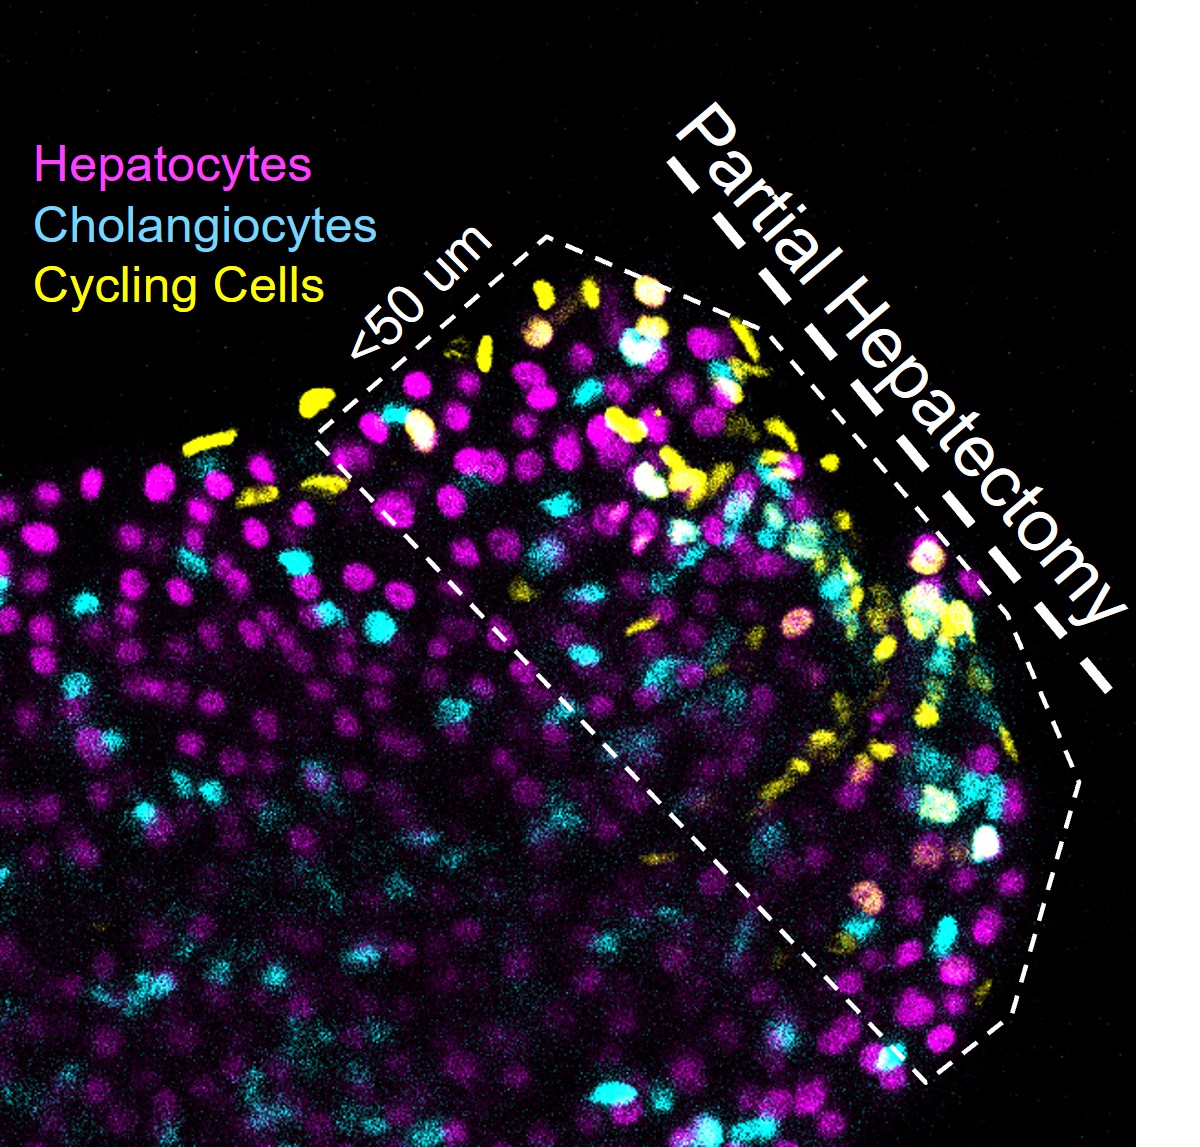 Hepatocytes
Cholangiocytes
Cycling Cells
<50 um
Partial Hepatectomy